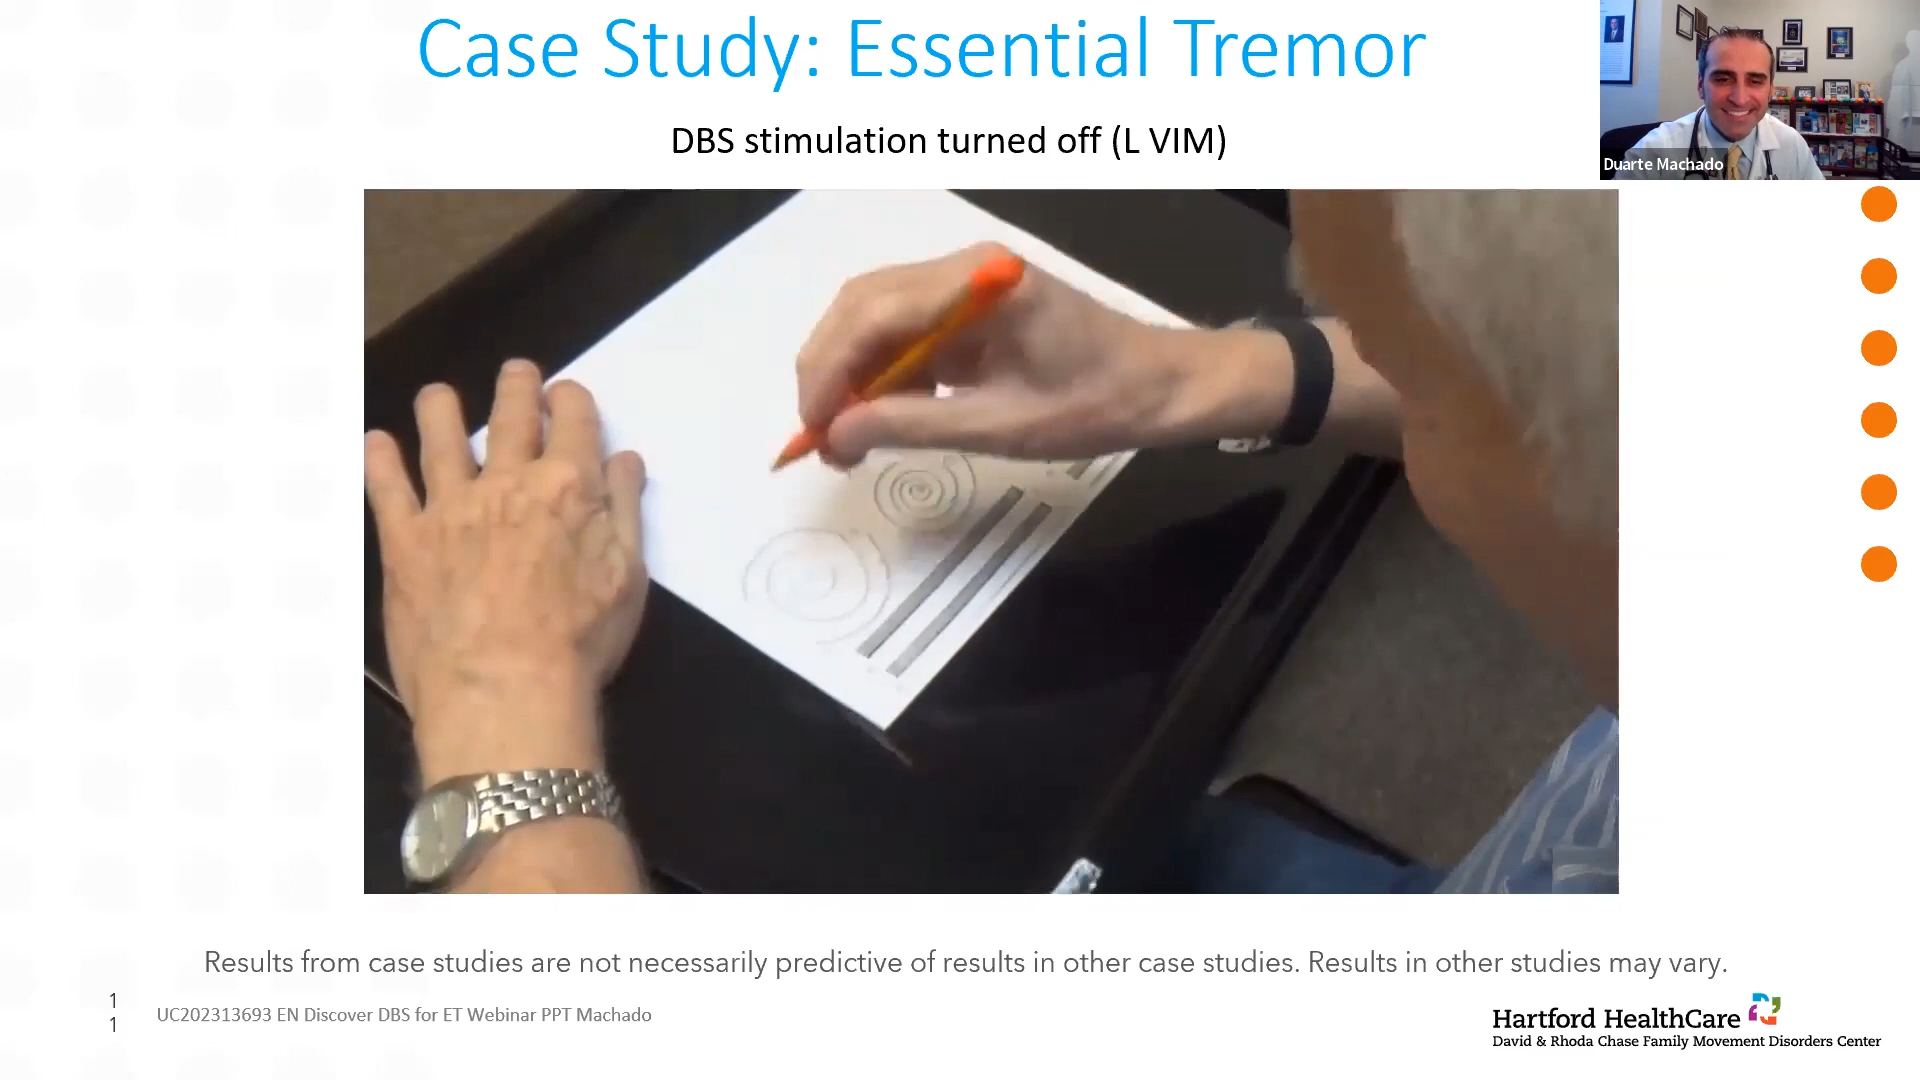 Case Study: Essential Tremor
DBS stimulation turned off (L VIM)
Duarte Machado
Results from case studies are not necessarily predictive of results in other case studies. Results in other studies may vary.
1
1
UC202313693 EN Discover DBS for ET Webinar PPT Machado
Hartford HealthCare
David & Rhoda Chase Family Movement Disorders Center